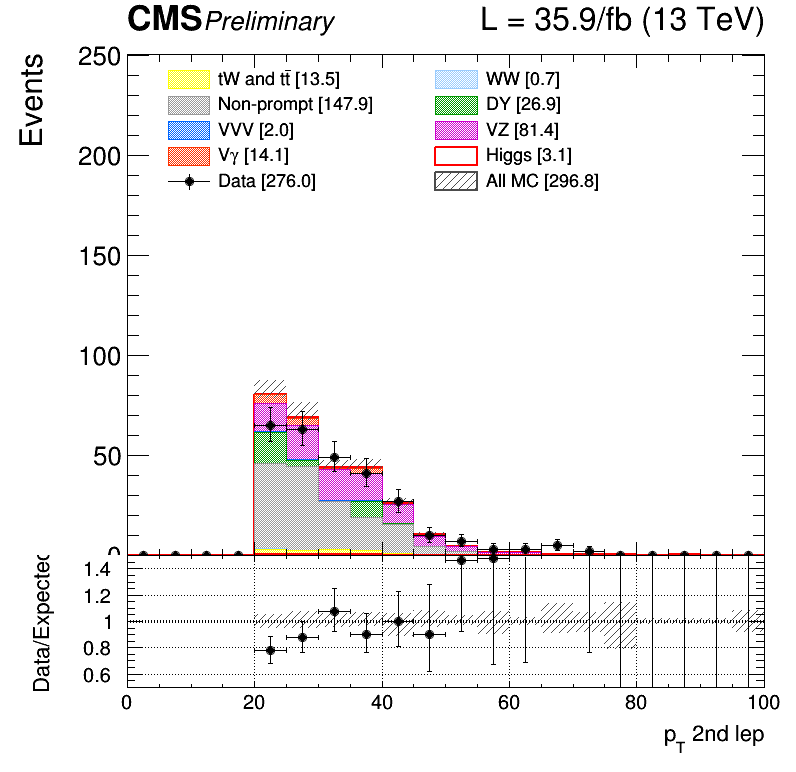 CMS Preliminary L = 35.9/fb (13 TeV)
Events
250
200
150
100
50
0
tW and tt̄ [13.5]
Non-prompt [147.9]
VVV [2.0]
Vγ [14.1]
Data [276.0]
WW [0.7]
DY [26.9]
VZ [81.4]
Higgs [3.1]
All MC [296.8]
Data/Expected
1.4
1.2
1
0.8
0.6
0 20 40 60 80 100
p_T 2nd lep